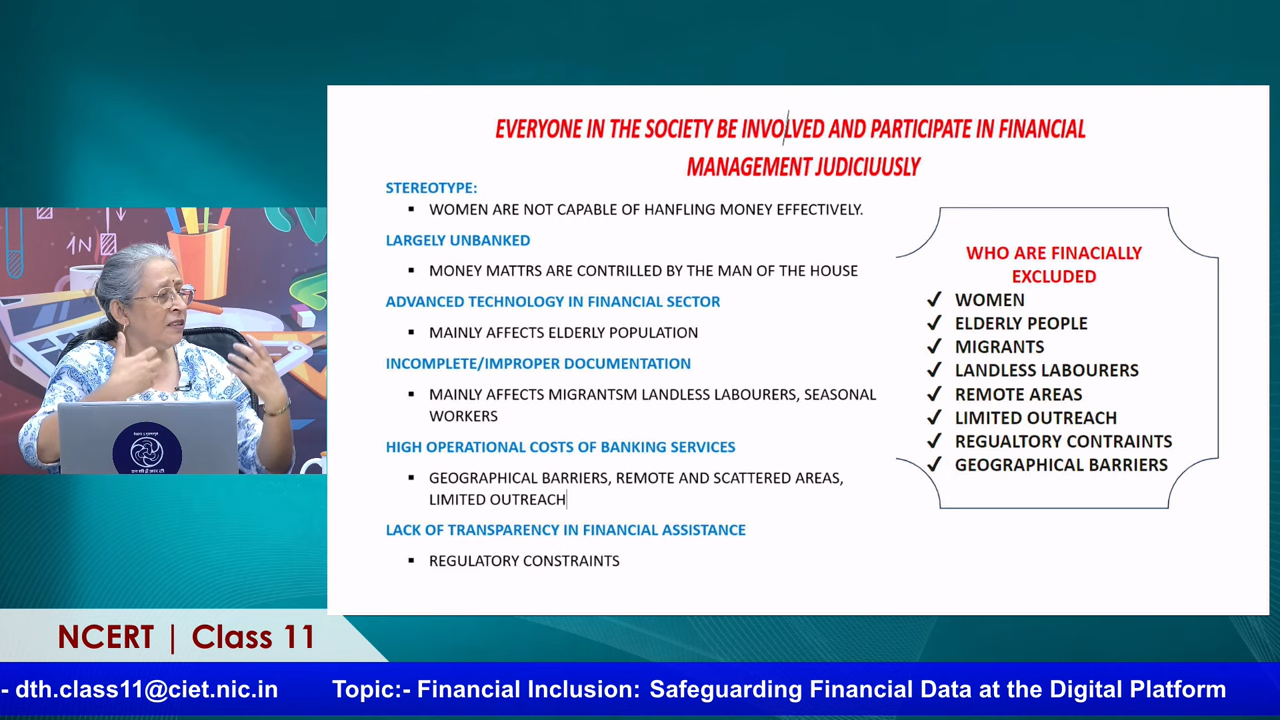 EVERYONE IN THE SOCIETY BE INVOLVED AND PARTICIPATE IN FINANCIAL
MANAGEMENT JUDICIUUSLY
STEREOTYPE:
▪ WOMEN ARE NOT CAPABLE OF HANFLING MONEY EFFECTIVELY.
LARGELY UNBANKED
▪ MONEY MATTRS ARE CONTRILLED BY THE MAN OF THE HOUSE
ADVANCED TECHNOLOGY IN FINANCIAL SECTOR
▪ MAINLY AFFECTS ELDERLY POPULATION
INCOMPLETE/IMPROPER DOCUMENTATION
▪ MAINLY AFFECTS MIGRANTSM LANDLESS LABOURERS, SEASONAL
WORKERS
HIGH OPERATIONAL COSTS OF BANKING SERVICES
▪ GEOGRAPHICAL BARRIERS, REMOTE AND SCATTERED AREAS,
LIMITED OUTREACH
LACK OF TRANSPARENCY IN FINANCIAL ASSISTANCE
▪ REGULATORY CONSTRAINTS
WHO ARE FINACIALLY
EXCLUDED
✓ WOMEN
✓ ELDERLY PEOPLE
✓ MIGRANTS
✓ LANDLESS LABOURERS
✓ REMOTE AREAS
✓ LIMITED OUTREACH
✓ REGUALTORY CONTRAINTS
✓ GEOGRAPHICAL BARRIERS
1N
NCERT | Class 11
- dth.class11@ciet.nic.in Topic:- Financial Inclusion: Safeguarding Financial Data at the Digital Platform